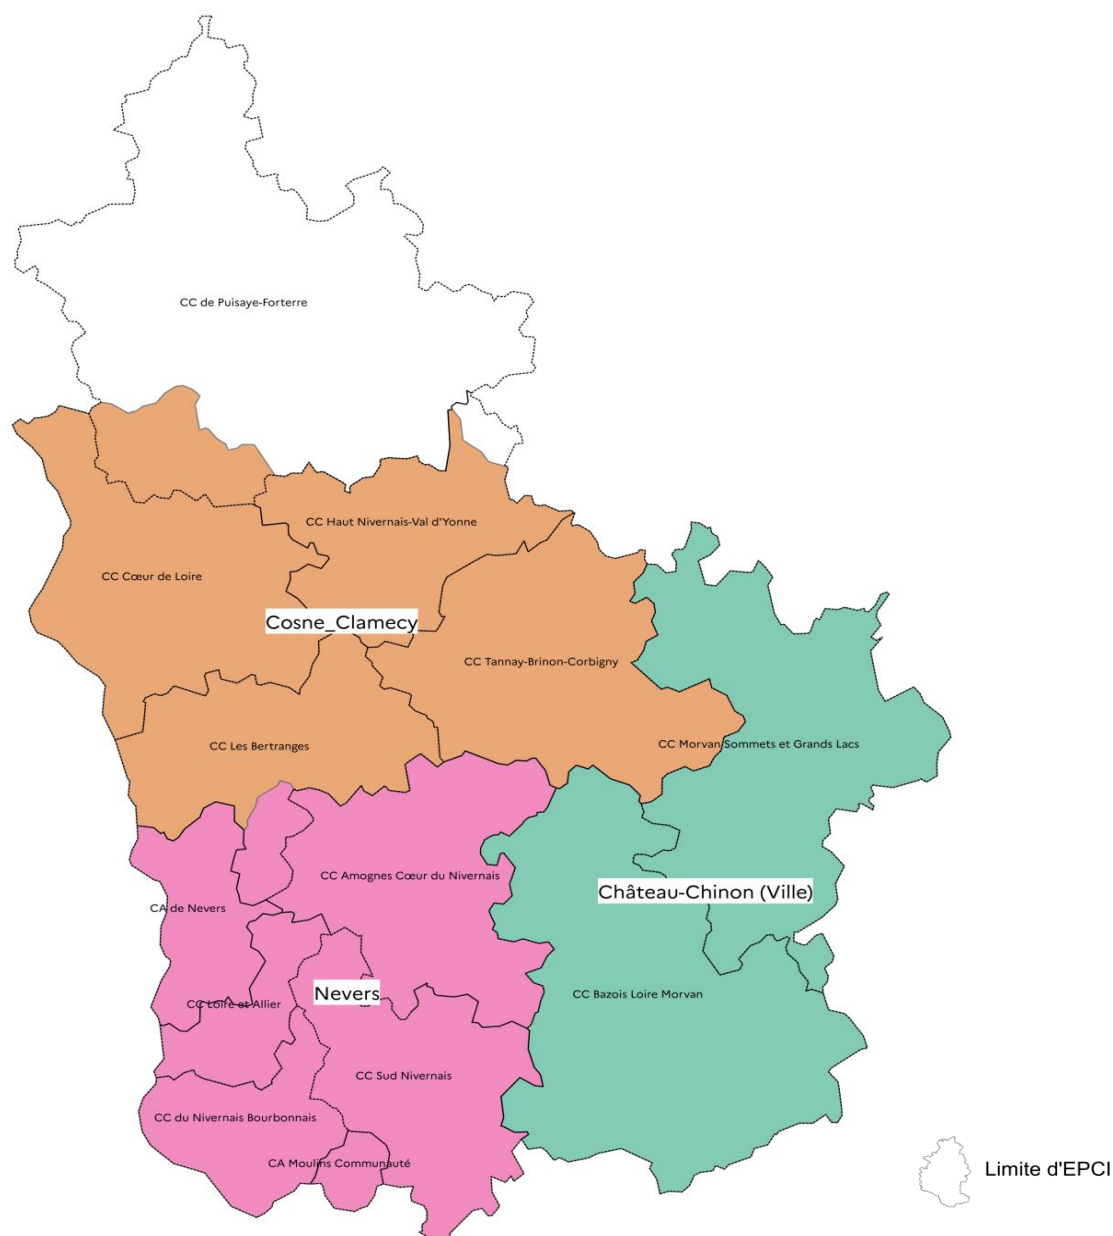 CC de Puisaye-Forterre
CC Haut Nivernais-Val d'Yonne
CC Cœur de Loire
Cosne_Clamecy
CC Tannay-Brinon-Corbigny
CC Les Bertranges
CC Morvan Sommets et Grands Lacs
CC Amognes Cœur du Nivernais
Château-Chinon (Ville)
CA de Nevers
Nevers
CC Bazois Loire Morvan
CC Loire et Allier
CC Sud Nivernais
CC du Nivernais Bourbonnais
CA Moulins Communauté
Limite d'EPCI